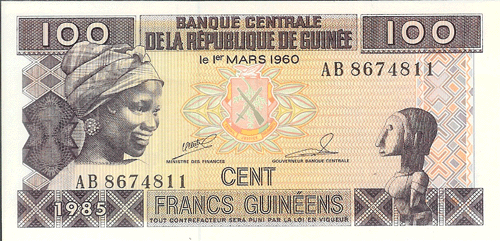 100 BANQUE CENTRALE 100
DE LA RÉPUBLIQUE DE GUINÉE
le 1er MARS 1960
AB 8674811
MINISTRE DES FINANCES GOUVERNEUR BANQUE CENTRALE
AB 8674811 CENT
1985 FRANCS GUINÉENS
TOUT CONTREFACTEUR SERA PUNI PAR LA LOI EN VIGUEUR